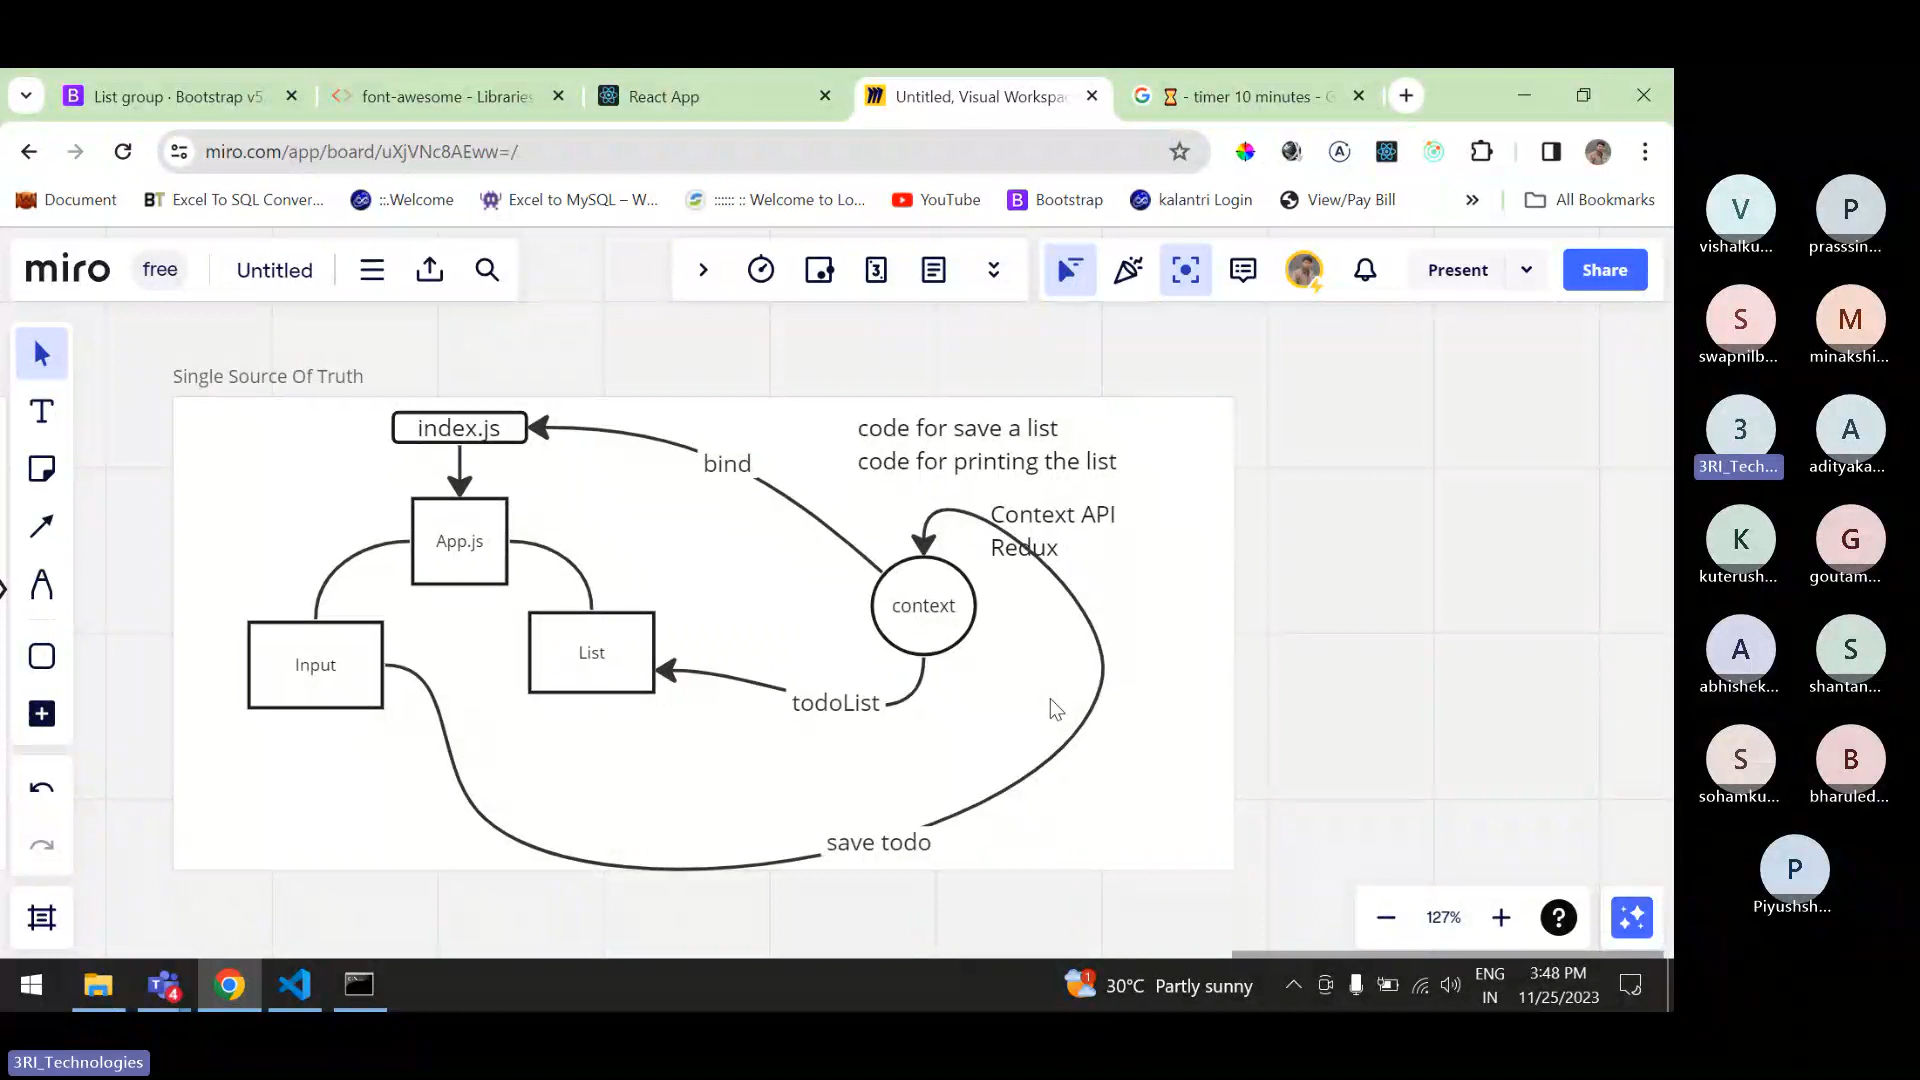 List group · Bootstrap v5
font-awesome - Libraries
React App
Untitled, Visual Workspa
- timer 10 minutes - G
miro.com/app/board/uXjVNc8AEww=/
Document
BT Excel To SQL Conver...
::.Welcome
Excel to MySQL – W...
:::::: :: Welcome to Lo...
YouTube
Bootstrap
kalantri Login
View/Pay Bill
All Bookmarks
miro
free
Untitled
Present
Share
Single Source Of Truth
index.js
bind
code for save a list
code for printing the list
Context API
Redux
App.js
context
Input
List
todoList
save todo
127%
30°C Partly sunny
ENG
IN
3:48 PM
11/25/2023
V
vishalku...
P
prasssin...
S
swapnilb...
M
minakshi...
3
3RI_Tech...
A
adityaka...
K
kuterush...
G
goutam...
A
abhishek...
S
shantan...
S
sohamku...
B
bharuled...
P
Piyushsh...
3RI_Technologies